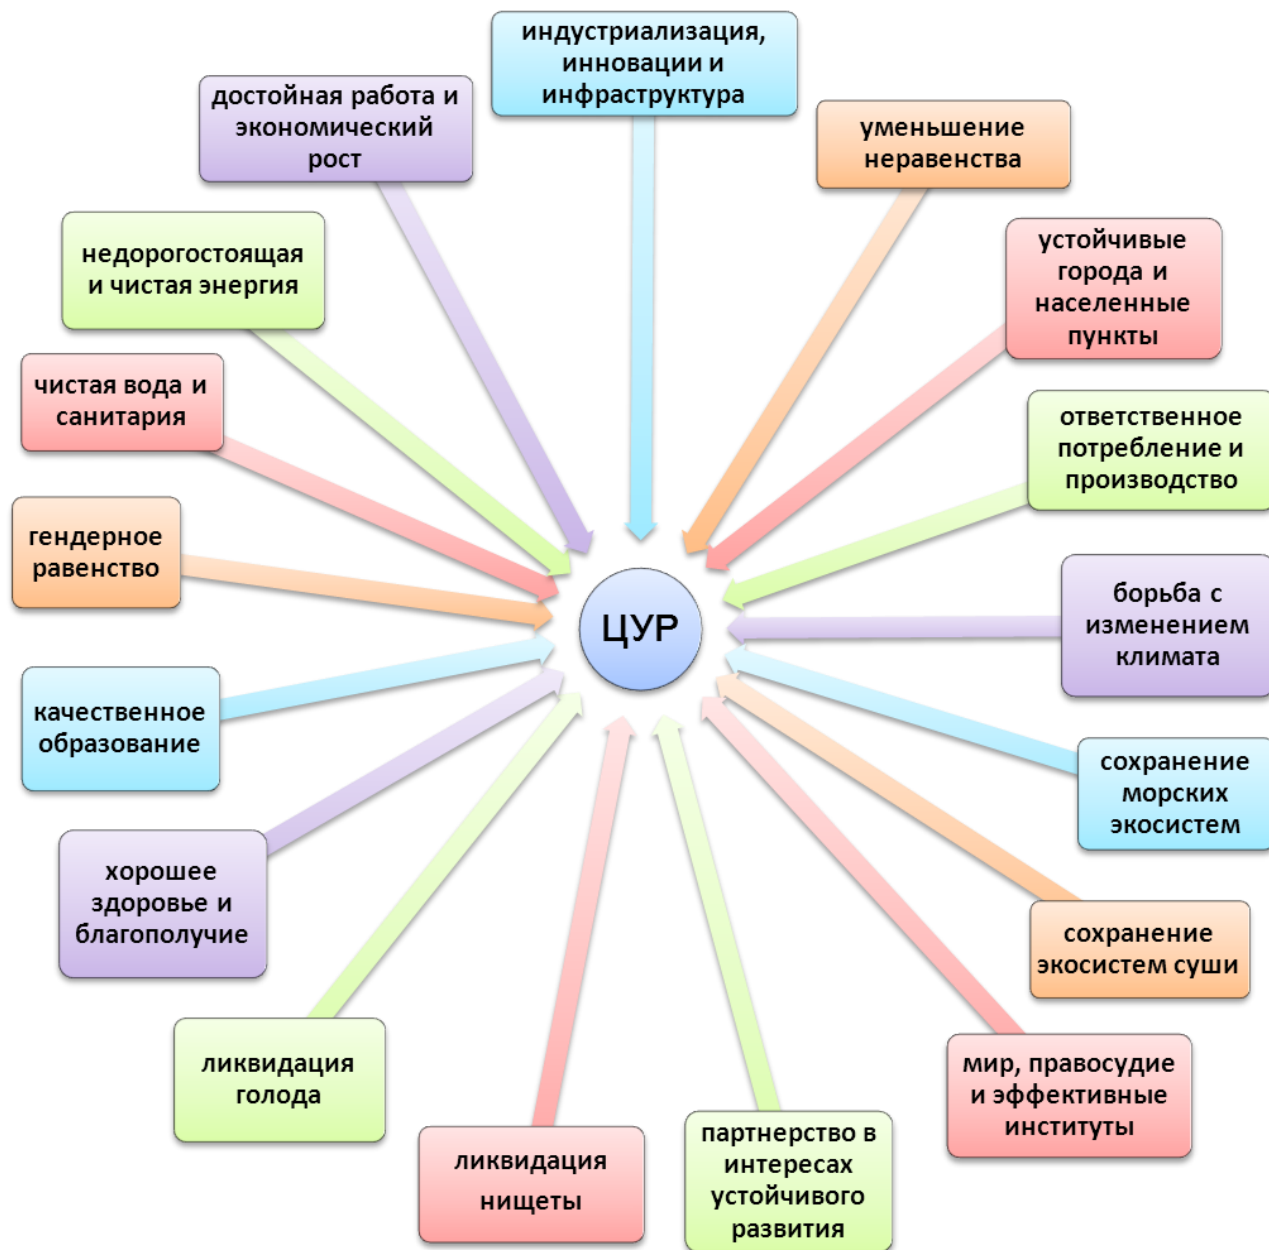 индустриализация,
инновации и
инфраструктура
достойная работа и
экономический
рост
уменьшение
неравенства
недорогостоящая
и чистая энергия
устойчивые
города и
населенные
пункты
чистая вода и
санитария
ответственное
потребление и
производство
гендерное
равенство
ЦУР
борьба с
изменением
климата
качественное
образование
сохранение
морских
экосистем
хорошее
здоровье и
благополучие
сохранение
экосистем суши
ликвидация
голода
мир, правосудие
и эффективные
институты
ликвидация
нищеты
партнерство в
интересах
устойчивого
развития